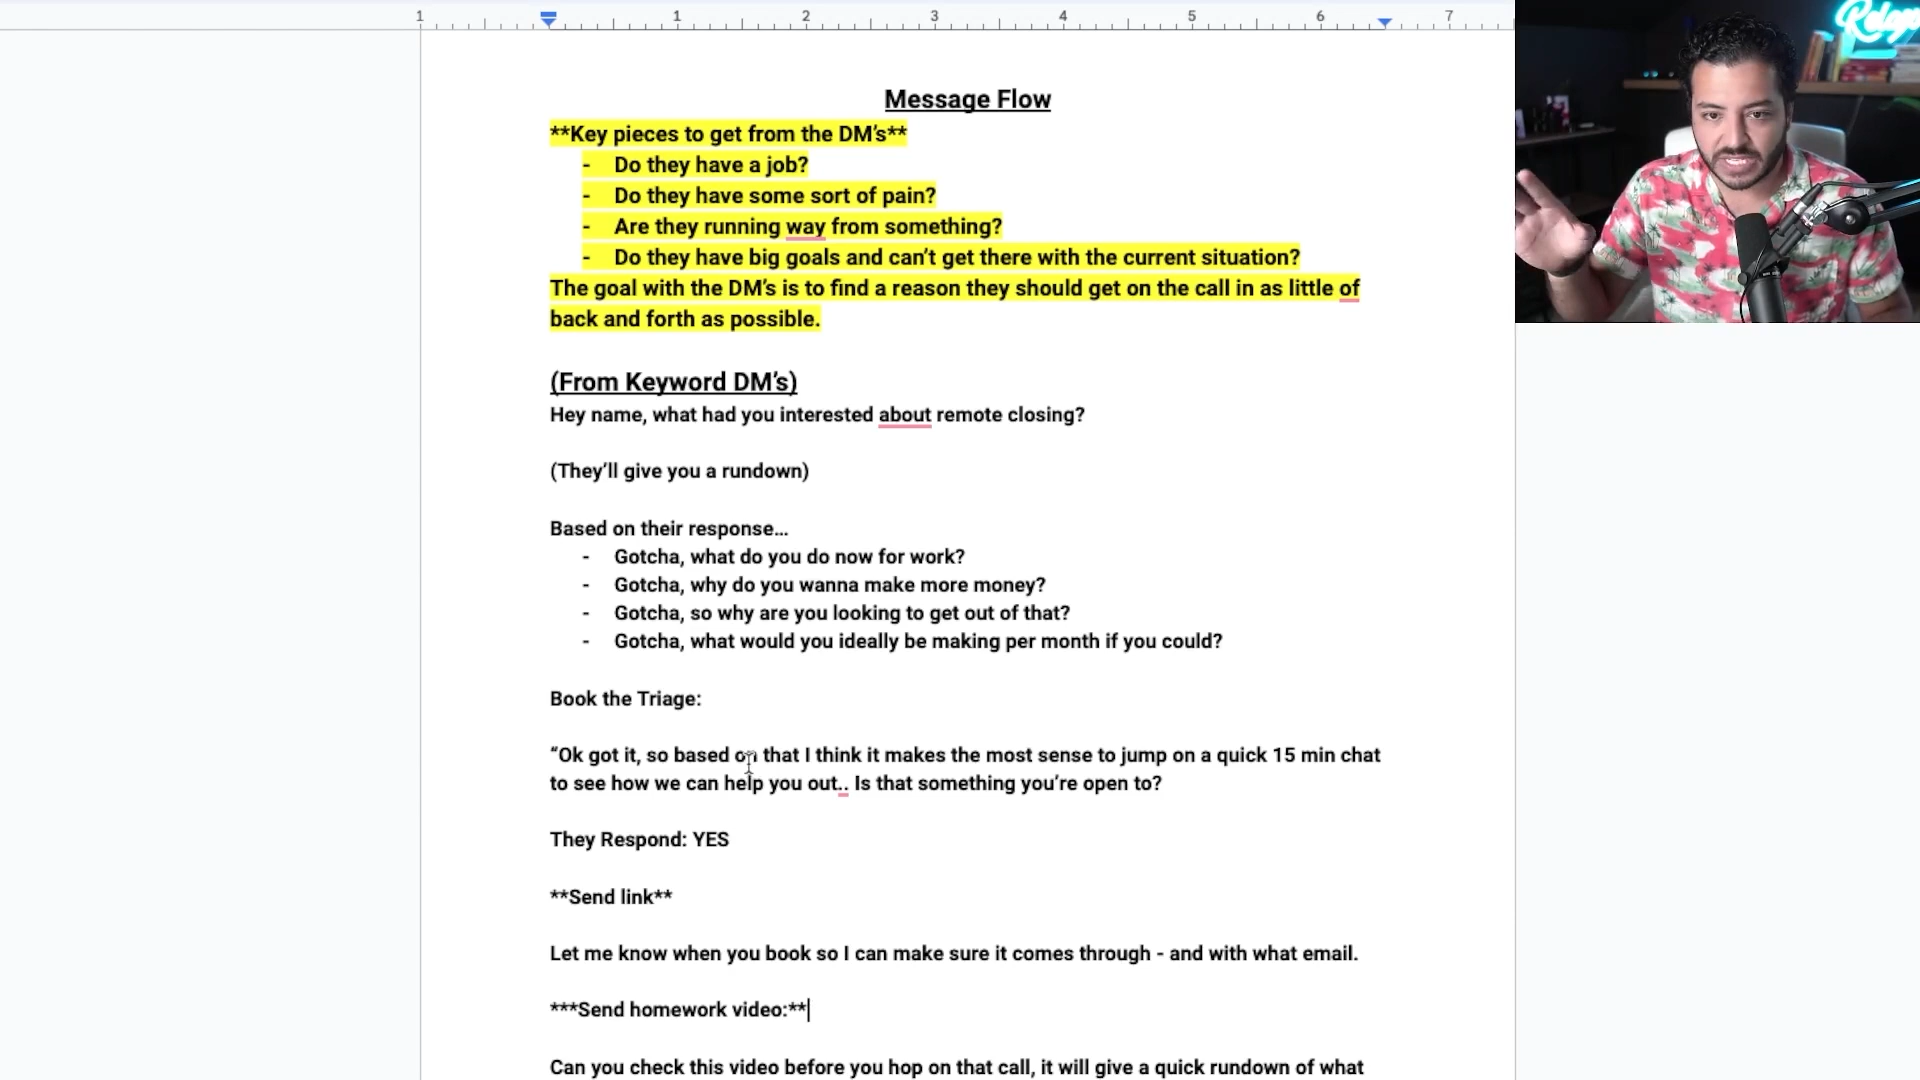 1 1 2 3 4 5 6 7
Message Flow
**Key pieces to get from the DM's**
- Do they have a job?
- Do they have some sort of pain?
- Are they running way from something?
- Do they have big goals and can't get there with the current situation?
The goal with the DM's is to find a reason they should get on the call in as little of
back and forth as possible.
(From Keyword DM's)
Hey name, what had you interested about remote closing?
(They'll give you a rundown)
Based on their response...
- Gotcha, what do you do now for work?
- Gotcha, why do you wanna make more money?
- Gotcha, so why are you looking to get out of that?
- Gotcha, what would you ideally be making per month if you could?
Book the Triage:
“Ok got it, so based on that I think it makes the most sense to jump on a quick 15 min chat
to see how we can help you out.. Is that something you're open to?
They Respond: YES
**Send link**
Let me know when you book so I can make sure it comes through - and with what email.
***Send homework video:**
Can you check this video before you hop on that call, it will give a quick rundown of what